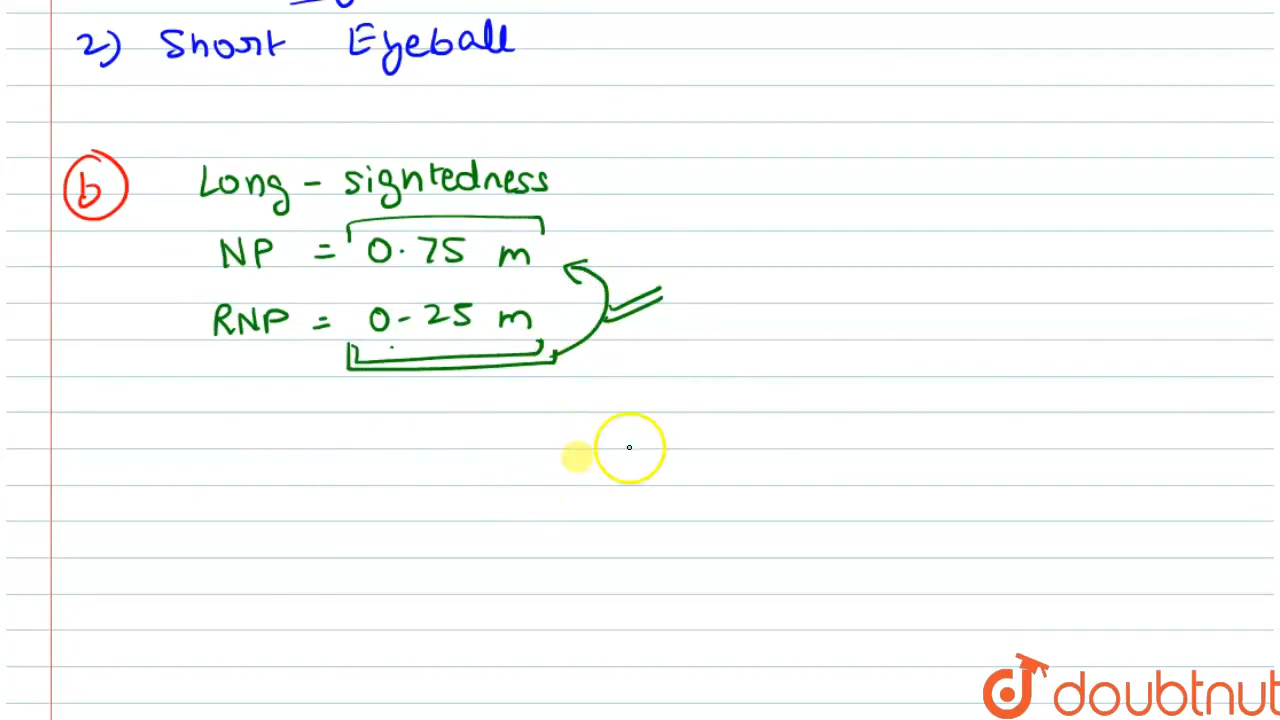 2) Short Eyeball
b Long - sightedness
NP = 0.75 m
RNP = 0-25 m
doubtnut